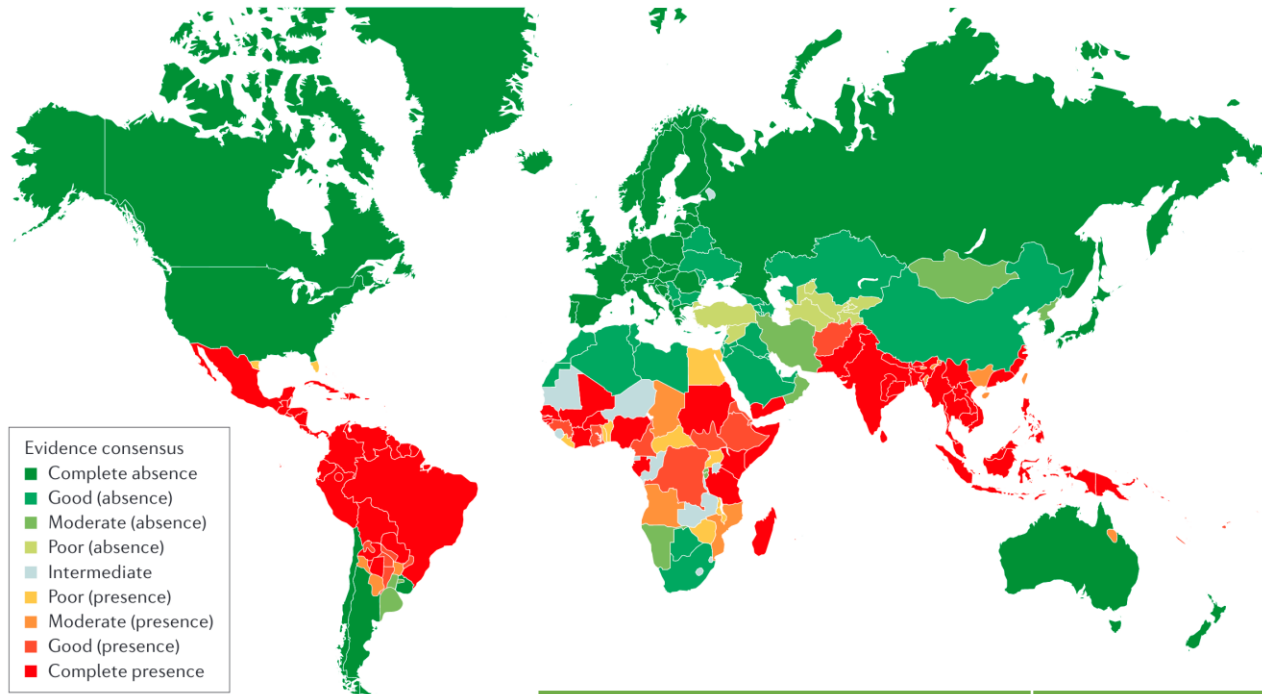 Evidence consensus
Complete absence
Good (absence)
Moderate (absence)
Poor (absence)
Intermediate
Poor (presence)
Moderate (presence)
Good (presence)
Complete presence